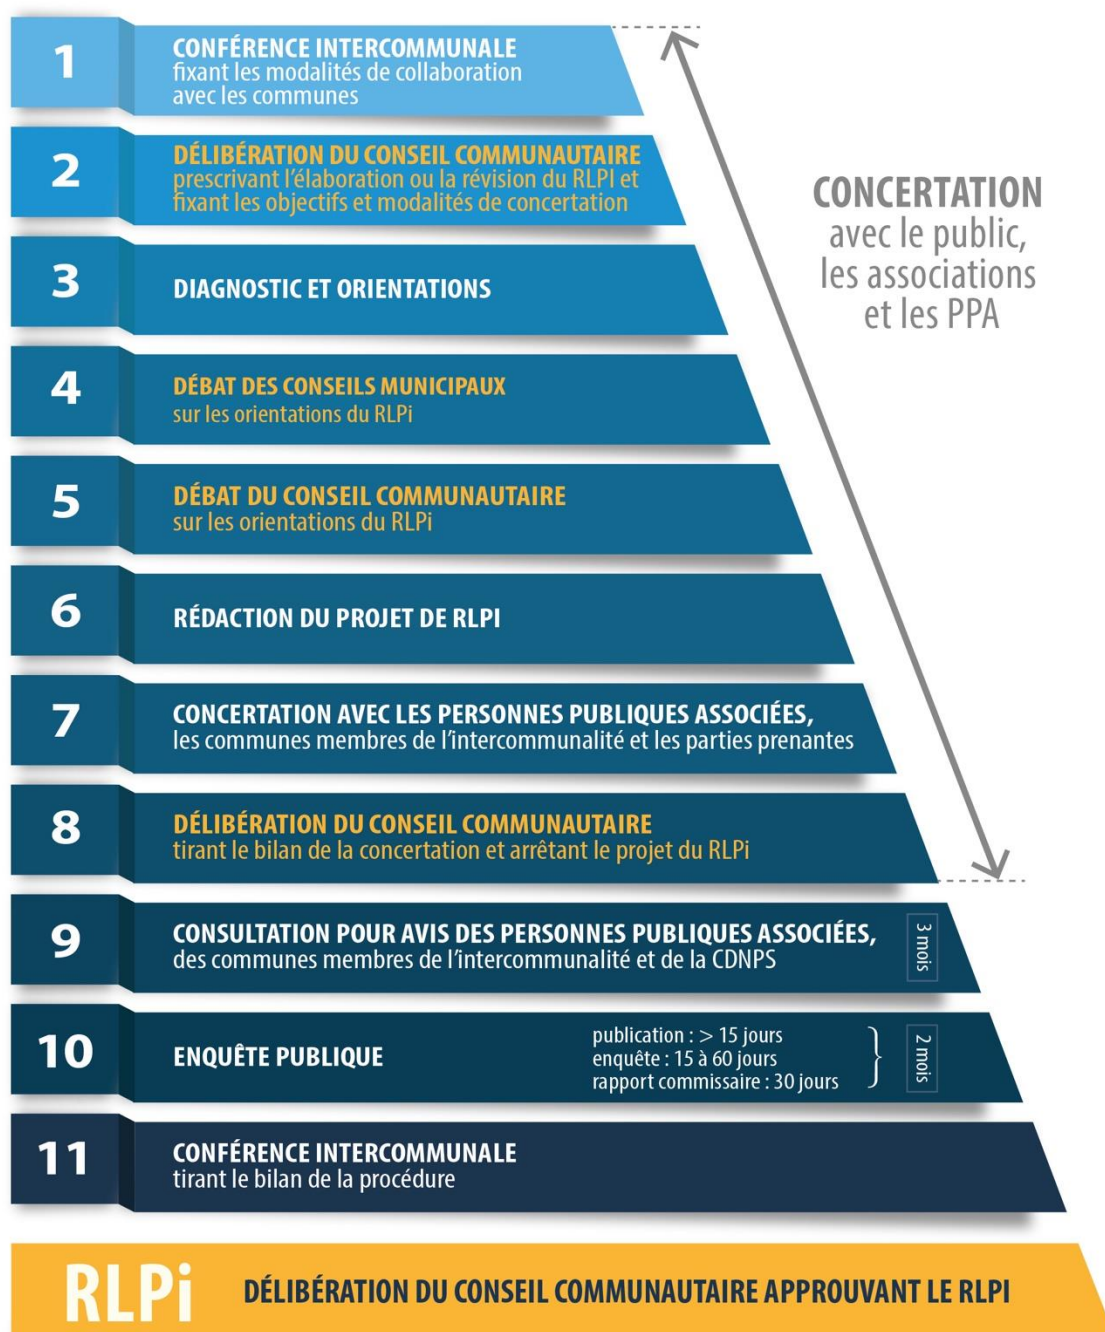 1
CONFÉRENCE INTERCOMMUNALE
fixant les modalités de collaboration
avec les communes
2
DÉLIBÉRATION DU CONSEIL COMMUNAUTAIRE
prescrivant l'élaboration ou la révision du RLPI et
fixant les objectifs et modalités de concertation
CONCERTATION
avec le public,
les associations
et les PPA
3
DIAGNOSTIC ET ORIENTATIONS
4
DÉBAT DES CONSEILS MUNICIPAUX
sur les orientations du RLPi
5
DÉBAT DU CONSEIL COMMUNAUTAIRE
sur les orientations du RLPi
6
RÉDACTION DU PROJET DE RLPI
7
CONCERTATION AVEC LES PERSONNES PUBLIQUES ASSOCIÉES,
les communes membres de l'intercommunalité et les parties prenantes
8
DÉLIBÉRATION DU CONSEIL COMMUNAUTAIRE
tirant le bilan de la concertation et arrêtant le projet du RLPi
9
CONSULTATION POUR AVIS DES PERSONNES PUBLIQUES ASSOCIÉES,
des communes membres de l'intercommunalité et de la CDNPS
3 mois
10
ENQUÊTE PUBLIQUE
publication : > 15 jours
enquête : 15 à 60 jours
rapport commissaire : 30 jours
2 mois
11
CONFÉRENCE INTERCOMMUNALE
tirant le bilan de la procédure
RLPi DÉLIBÉRATION DU CONSEIL COMMUNAUTAIRE APPROUVANT LE RLPI